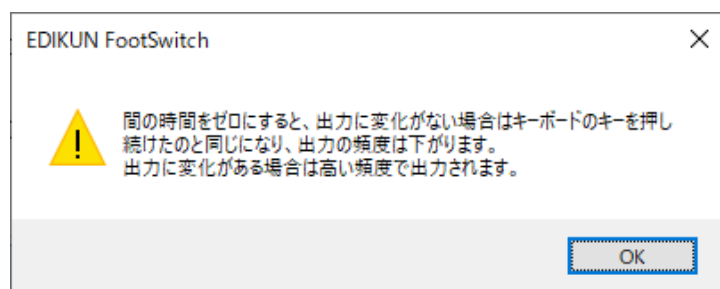 EDIKUN FootSwitch
間の時間をゼロにすると、出力に変化がない場合はキーボードのキーを押し
続けたのと同じになり、出力の頻度は下がります。
出力に変化がある場合は高い頻度で出力されます。
OK